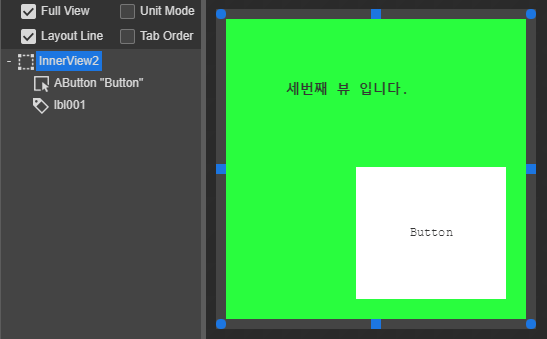 Full View
Unit Mode
Layout Line
Tab Order
- InnerView2
AButton "Button"
lbl001
세번째 뷰 입니다.
Button